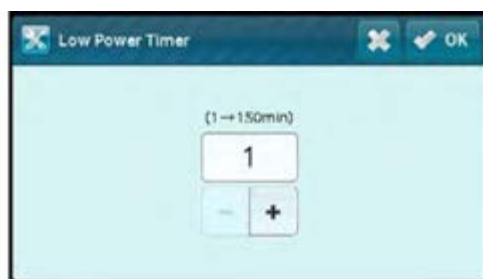 Low Power Timer
OK
(1→150min)
1
- +